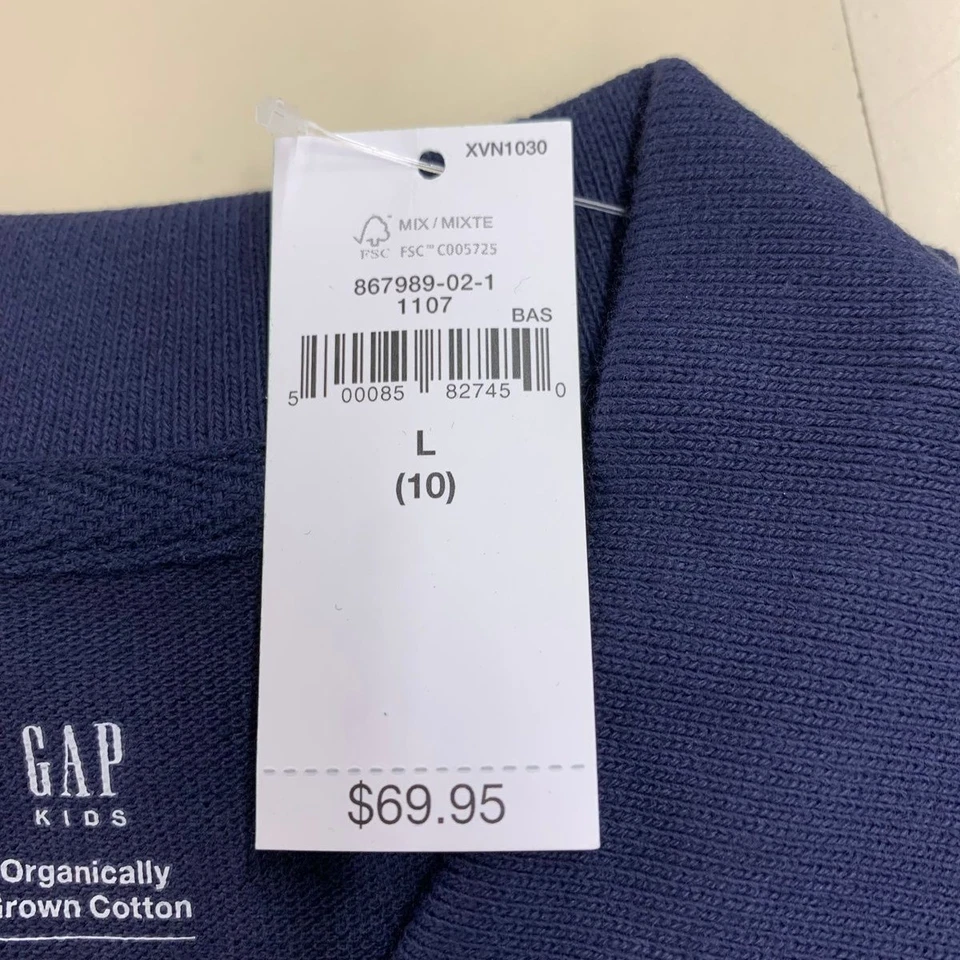 XVN1030
MIX / MIXTE
FSC FSC™ C005725
867989-02-1
1107
BAS
5 00085 82745 0
L
(10)
$69.95
GAP
KIDS
Organically
Grown Cotton